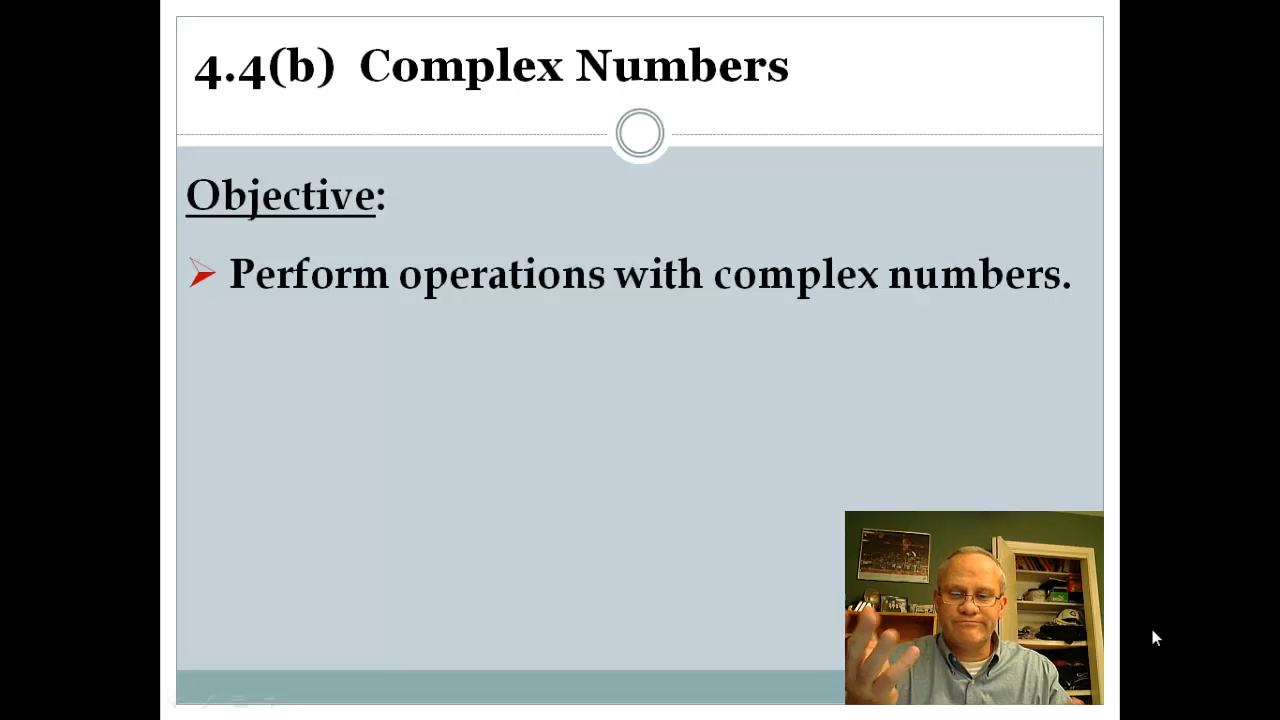 4.4(b) Complex Numbers
Objective:
Perform operations with complex numbers.